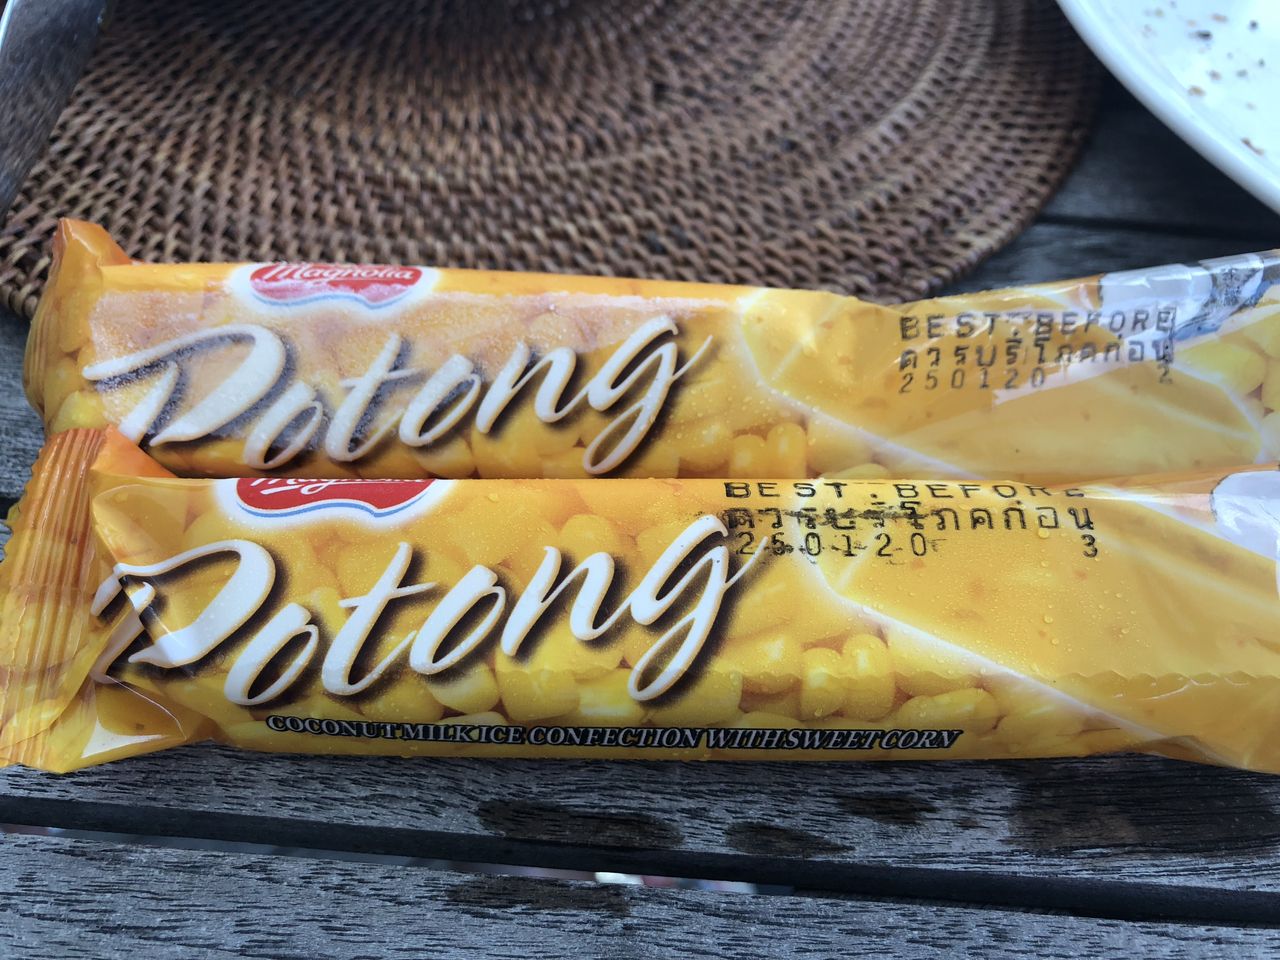 Magnolia
Potong
BEST.BEFORE
ควรบริโภคก่อน
250120 2
Magnolia
Potong
BEST.BEFORE
ควรบริโภคก่อน
250120 3
COCONUT MILK ICE CONFECTION WITH SWEET CORN